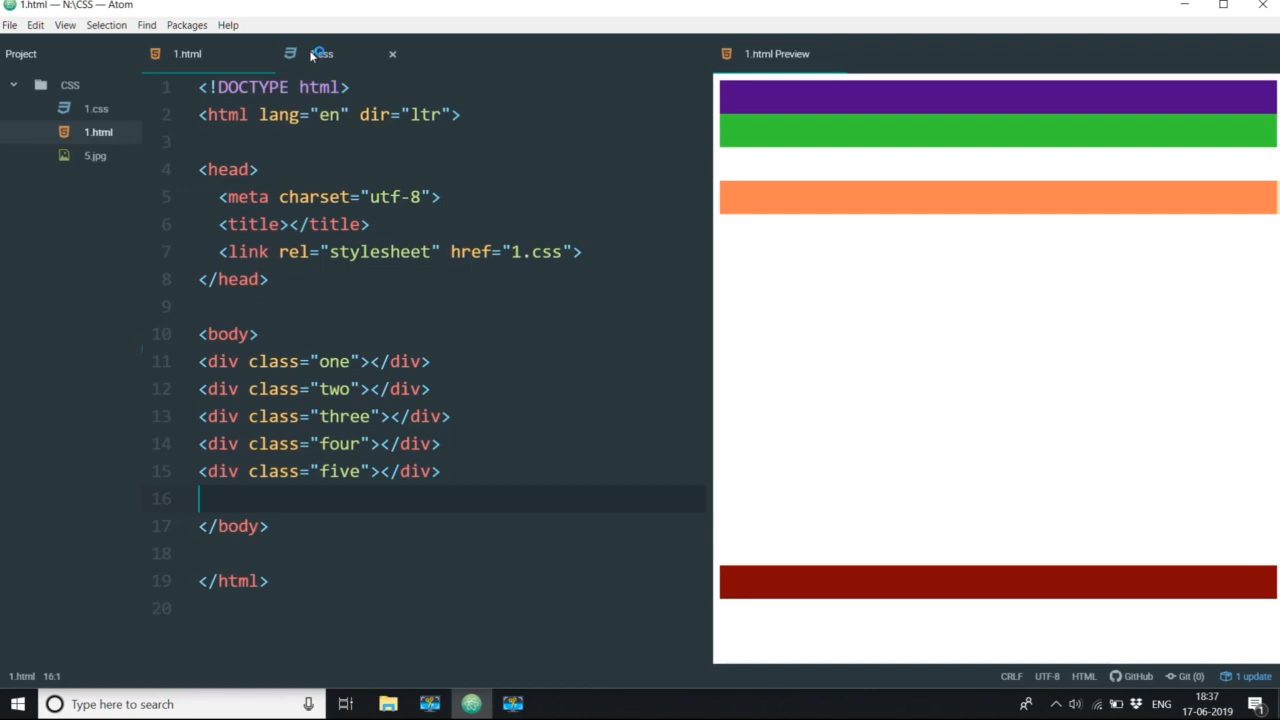 1.html — N:\CSS — Atom
File Edit View Selection Find Packages Help
Project
1.html
css
1.html Preview
CSS
1.css
1.html
5.jpg
1 <!DOCTYPE html>
2 <html lang="en" dir="ltr">
3
4 <head>
5 <meta charset="utf-8">
6 <title></title>
7 <link rel="stylesheet" href="1.css">
8 </head>
9
10 <body>
11 <div class="one"></div>
12 <div class="two"></div>
13 <div class="three"></div>
14 <div class="four"></div>
15 <div class="five"></div>
16
17 </body>
18
19 </html>
20
1.html 16:1
CRLF UTF-8 HTML GitHub Git (0) 1 update
Type here to search
ENG
18:37
17-06-2019
1